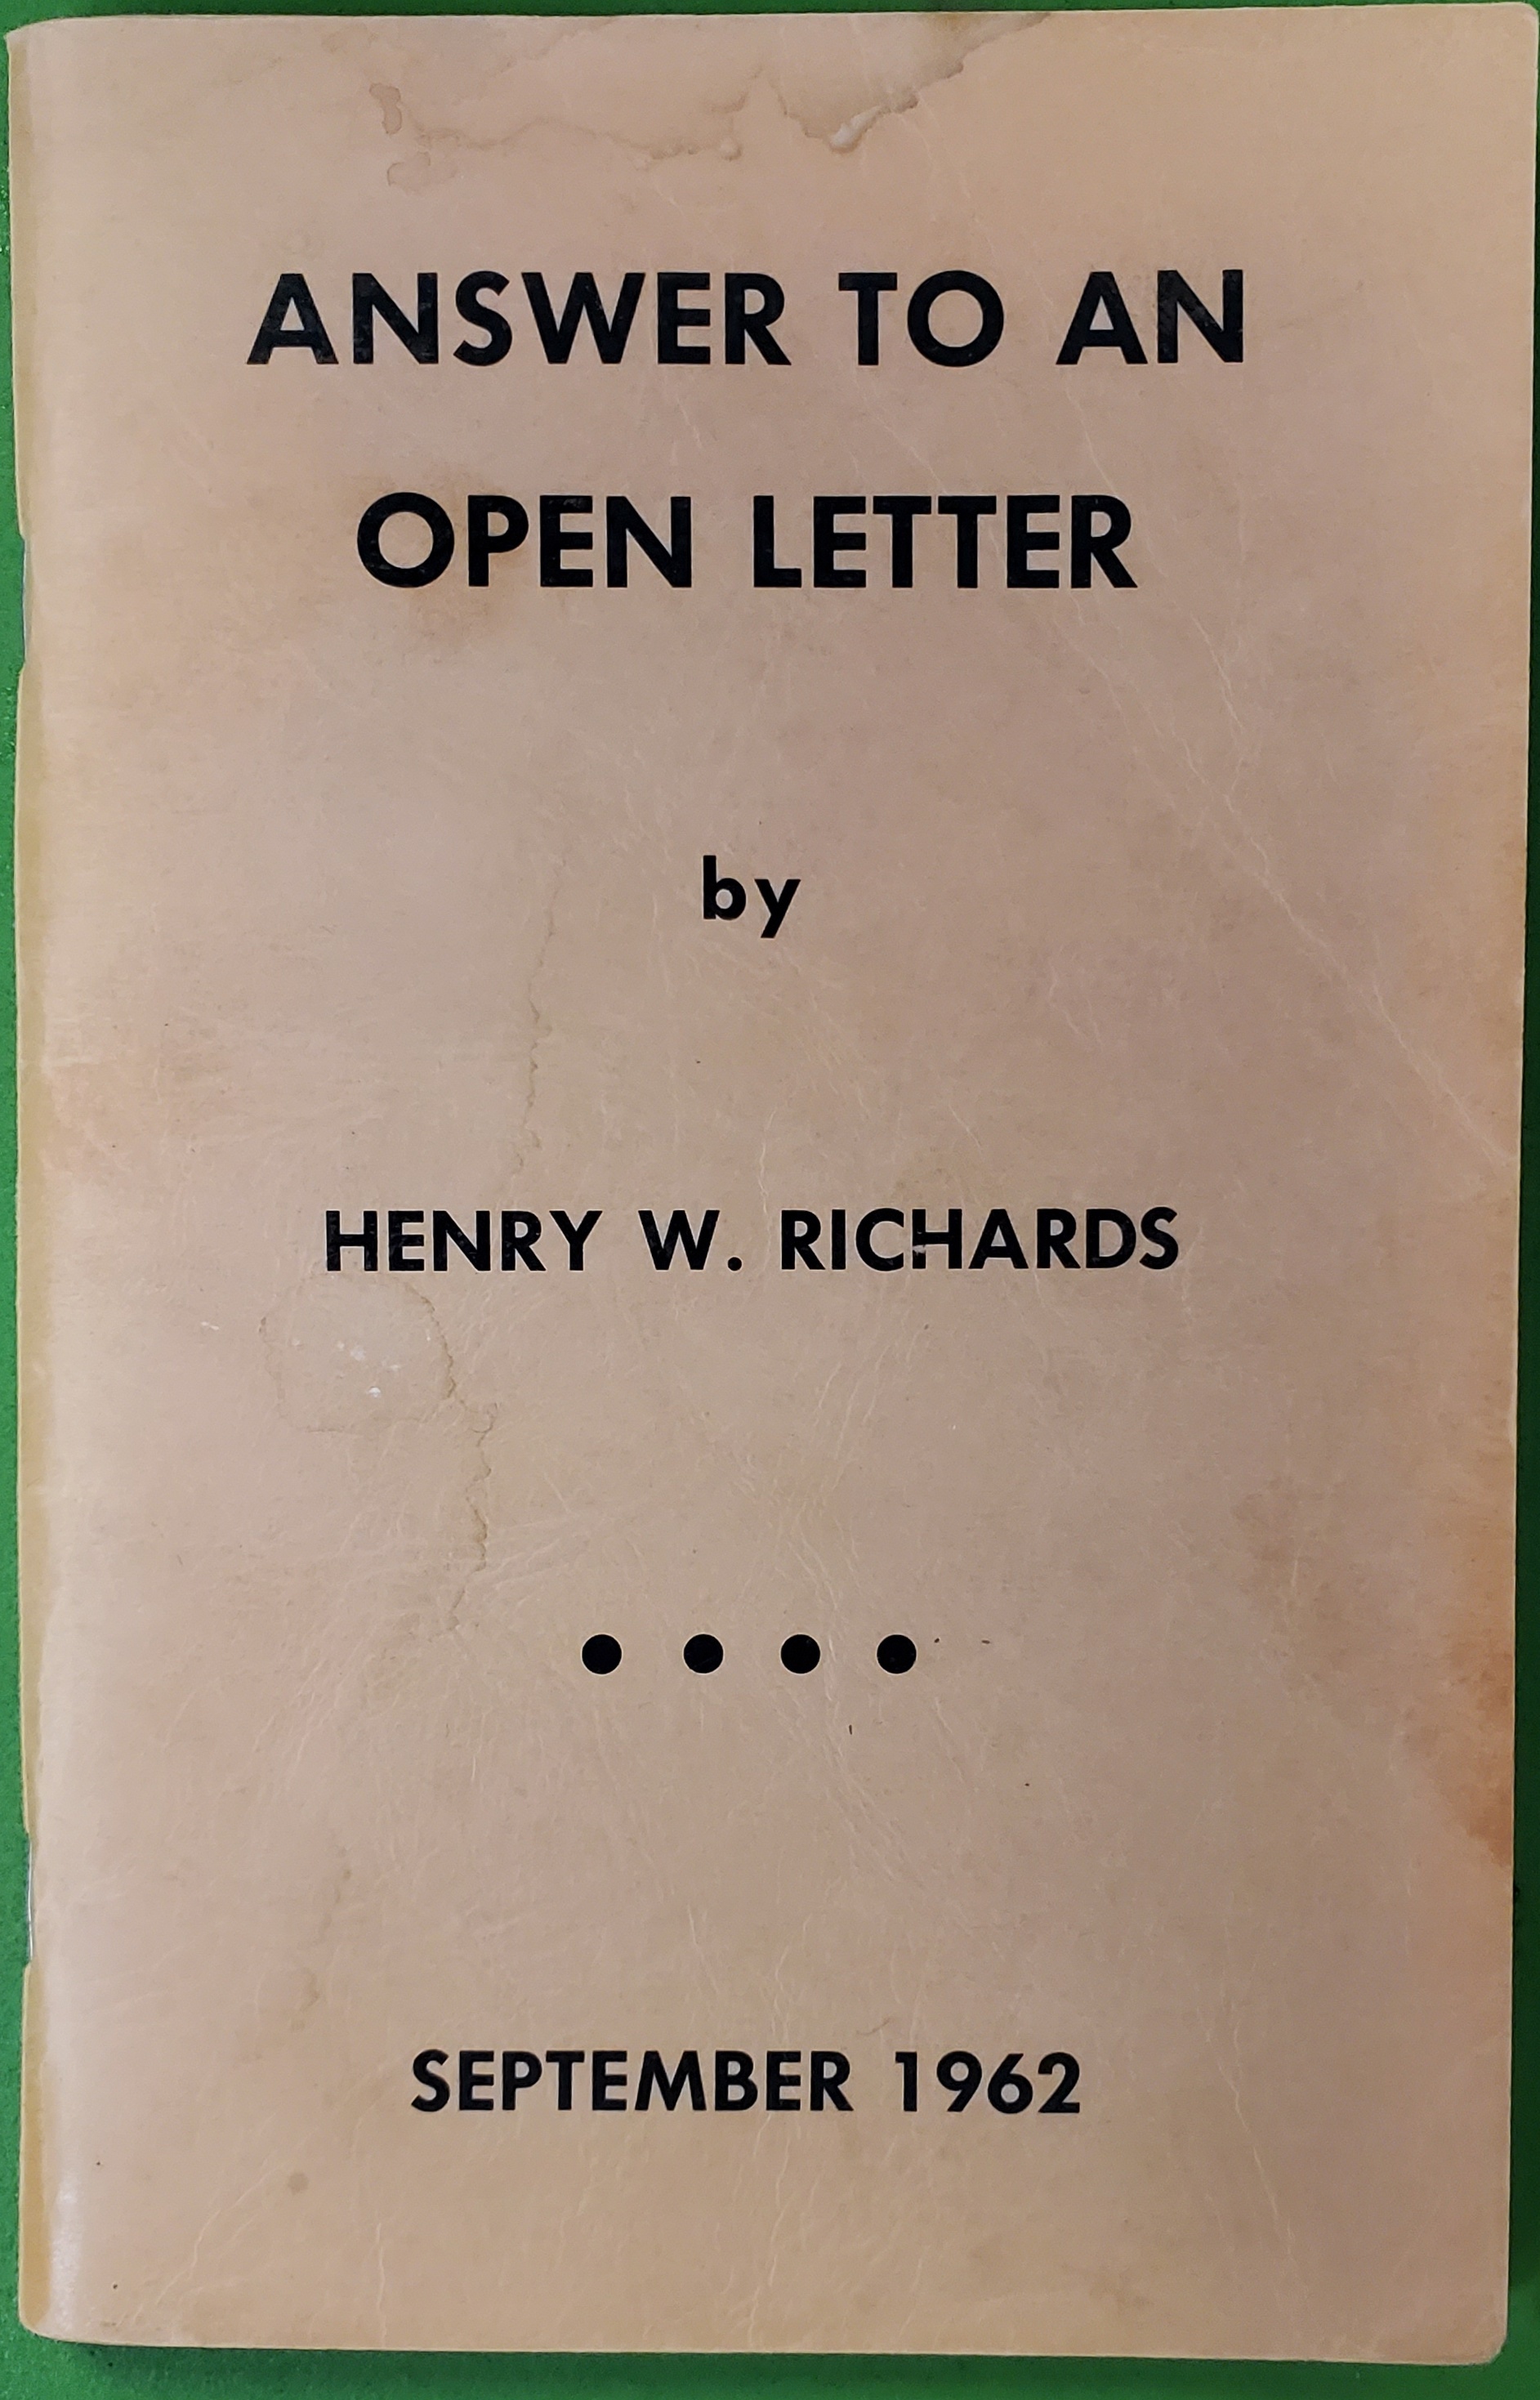 ANSWER TO AN
OPEN LETTER
by
HENRY W. RICHARDS
• • • •
SEPTEMBER 1962